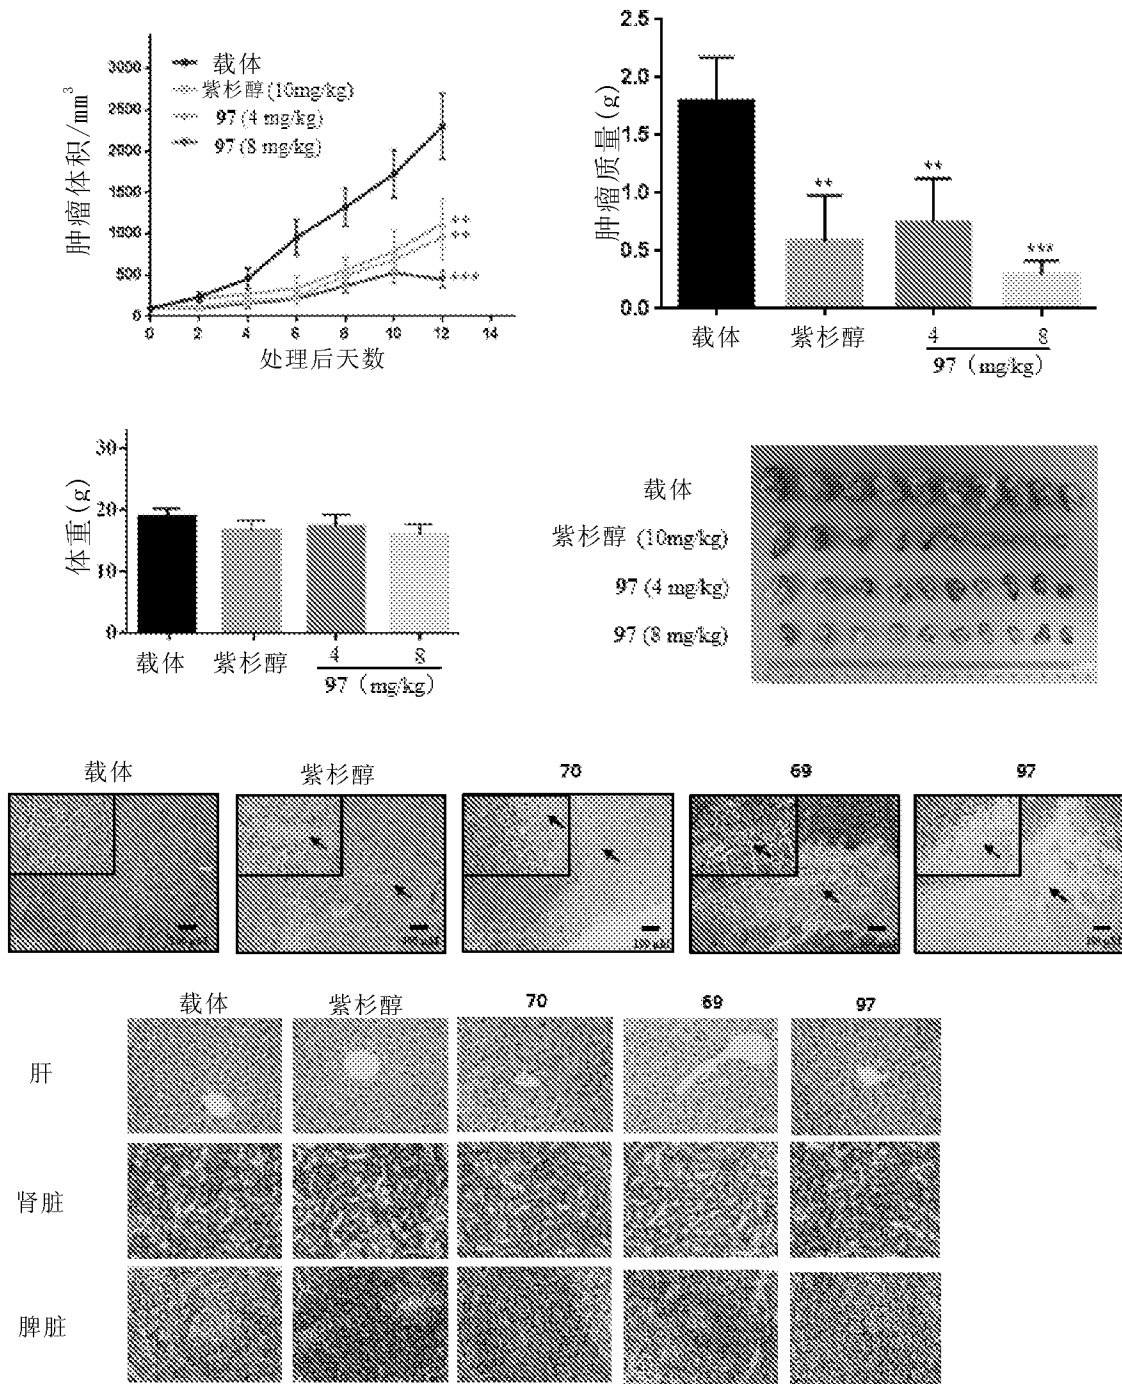 3000
2500
2000
1500
1000
500
0
肿瘤体积/mm³
载体
紫杉醇(10mg/kg)
97 (4 mg/kg)
97 (8 mg/kg)
**
**
***
0 2 4 6 8 10 12 14
处理后天数
2.5
2.0
1.5
1.0
0.5
0.0
肿瘤质量(g)
**
**
***
载体 紫杉醇 4 8
97 (mg/kg)
30
20
10
0
体重(g)
载体 紫杉醇 4 8
97 (mg/kg)
载体
紫杉醇 (10mg/kg)
97 (4 mg/kg)
97 (8 mg/kg)
载体 紫杉醇 70 69 97
载体 紫杉醇 70 69 97
肝
肾脏
脾脏